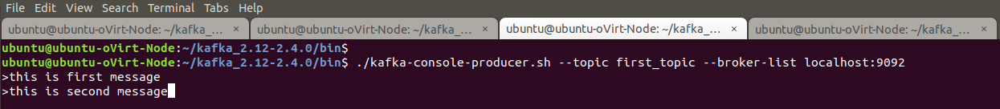 File Edit View Search Terminal Tabs Help
ubuntu@ubuntu-oVirt-Node: ~/kafka_... × ubuntu@ubuntu-oVirt-Node: ~/kafka_... × ubuntu@ubuntu-oVirt-Node: ~/kafka_... × ubuntu@ubuntu-oVirt-Node: ~/kafka_... ×
ubuntu@ubuntu-oVirt-Node:~/kafka_2.12-2.4.0/bin$
ubuntu@ubuntu-oVirt-Node:~/kafka_2.12-2.4.0/bin$ ./kafka-console-producer.sh --topic first_topic --broker-list localhost:9092
>this is first message
>this is second message